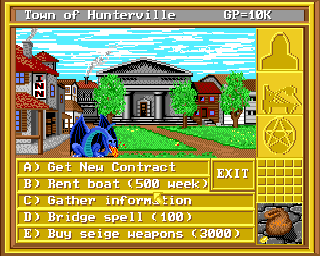 Town of Hunterville GP=10K
INN
A) Get New Contract
B) Rent boat (500 week)
EXIT
C) Gather information
D) Bridge spell (100)
E) Buy seige weapons (3000)